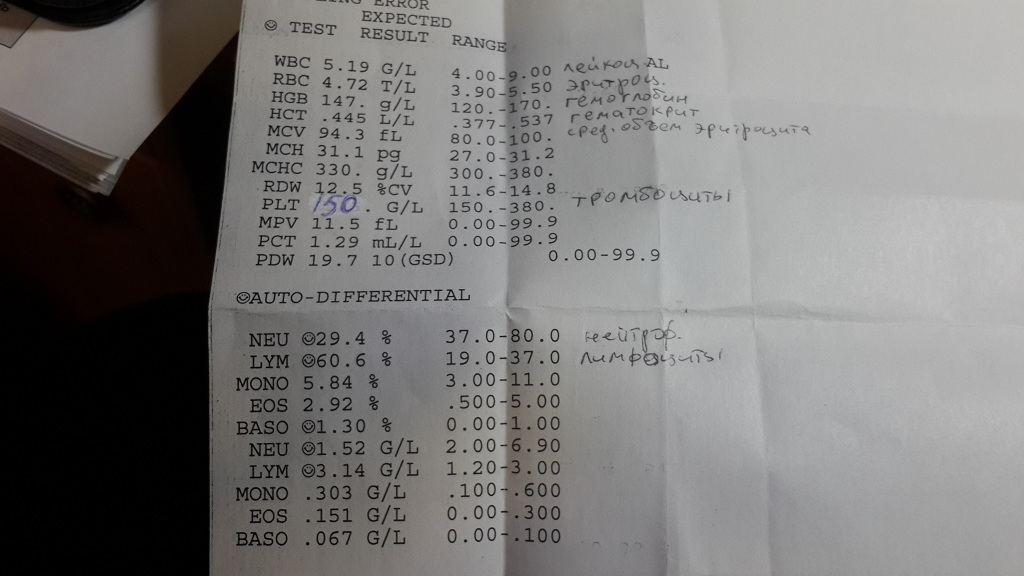 ERROR
EXPECTED
☺ TEST RESULT RANGE
WBC 5.19 G/L 4.00-9.00 лейкоц. AL
RBC 4.72 T/L 3.90-5.50 эритроц.
HGB 147. g/L 120.-170. гемоглобин
HCT .445 L/L .377-.537 гематокрит
MCV 94.3 fL 80.0-100. сред. объем эритроцита
MCH 31.1 pg 27.0-31.2
MCHC 330. g/L 300.-380.
RDW 12.5 %CV 11.6-14.8
PLT 150. G/L 150.-380. тромбоциты
MPV 11.5 fL 0.00-99.9
PCT 1.29 mL/L 0.00-99.9
PDW 19.7 10(GSD) 0.00-99.9
☺AUTO-DIFFERENTIAL
NEU ☺29.4 % 37.0-80.0 нейтроф.
LYM ☺60.6 % 19.0-37.0 лимфоциты
MONO 5.84 % 3.00-11.0
EOS 2.92 % .500-5.00
BASO ☺1.30 % 0.00-1.00
NEU ☺1.52 G/L 2.00-6.90
LYM ☺3.14 G/L 1.20-3.00
MONO .303 G/L .100-.600
EOS .151 G/L 0.00-.300
BASO .067 G/L 0.00-.100